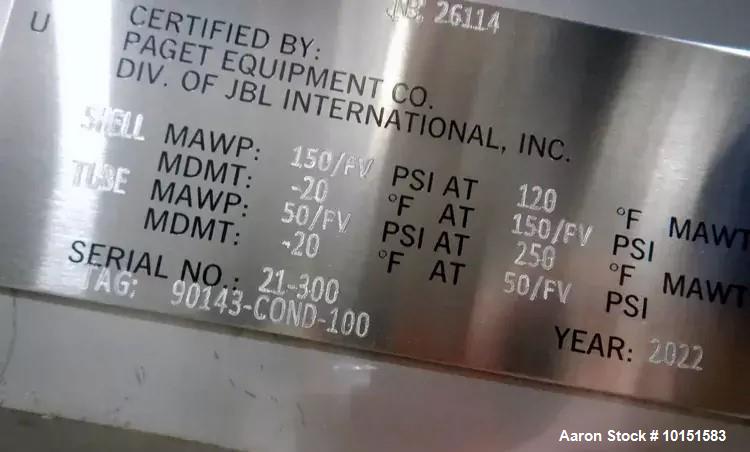 NB: 26114
U
CERTIFIED BY:
PAGET EQUIPMENT CO.
DIV. OF JBL INTERNATIONAL, INC.
SHELL MAWP: 150/FV PSI AT 120 °F MAWT
MDMT: -20 °F AT 150/FV PSI
TUBE MAWP: 50/FV PSI AT 250 °F MAWT
MDMT: -20 °F AT 50/FV PSI
SERIAL NO.: 21-300
TAG: 90143-COND-100
YEAR: 2022
Aaron Stock # 10151583